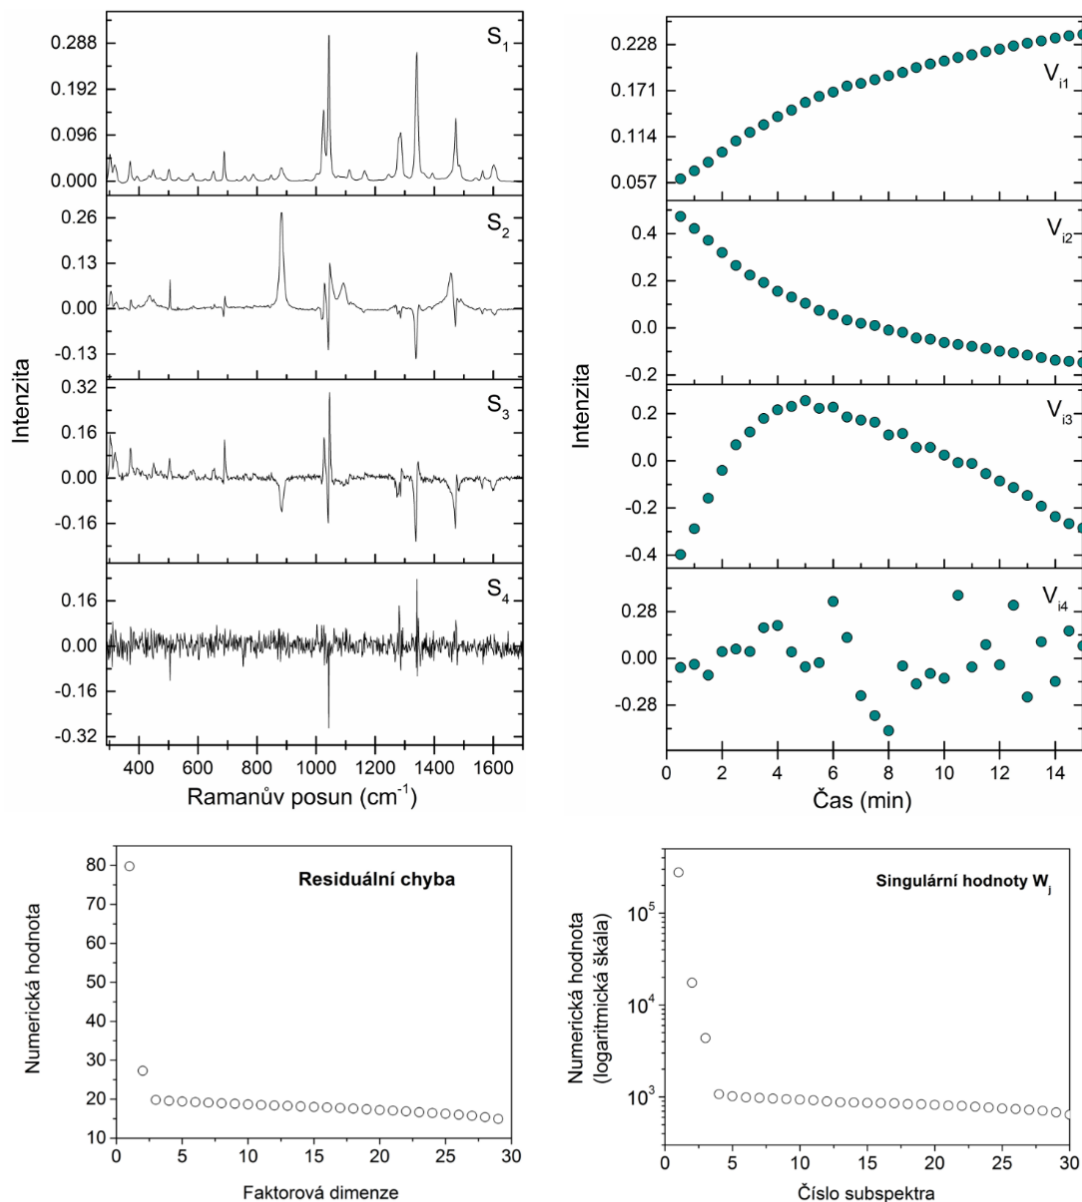 Intenzita
0.288
0.192
0.096
0.000
S1
0.26
0.13
0.00
-0.13
S2
0.32
0.16
0.00
-0.16
S3
0.16
0.00
-0.16
-0.32
S4
400 600 800 1000 1200 1400 1600
Ramanův posun (cm-1)
Intenzita
0.228
0.171
0.114
0.057
Vi1
0.4
0.2
0.0
-0.2
Vi2
0.2
0.0
-0.2
-0.4
Vi3
0.28
0.00
-0.28
Vi4
0 2 4 6 8 10 12 14
Čas (min)
Numerická hodnota
80
70
60
50
40
30
20
10
Residuální chyba
0 5 10 15 20 25 30
Faktorová dimenze
Numerická hodnota
(logaritmická škála)
10^5
10^4
10^3
Singulární hodnoty Wj
0 5 10 15 20 25 30
Číslo subspektra